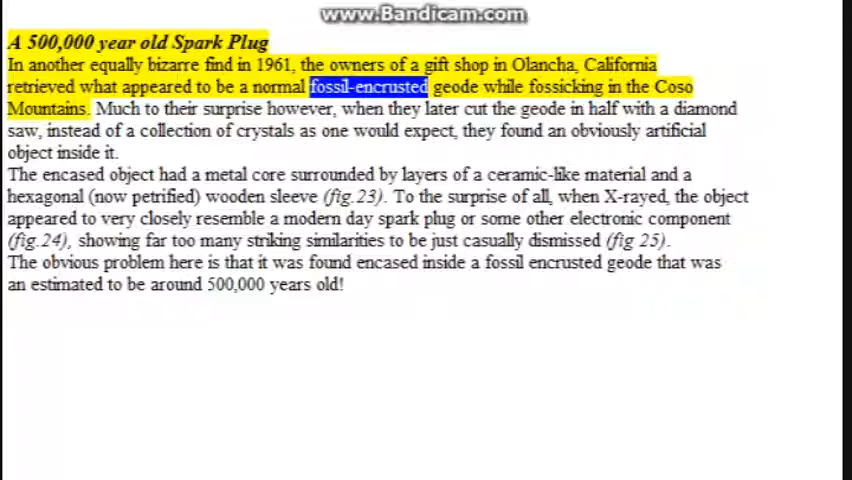 www.Bandicam.com
A 500,000 year old Spark Plug
In another equally bizarre find in 1961, the owners of a gift shop in Olancha, California
retrieved what appeared to be a normal fossil-encrusted geode while fossicking in the Coso
Mountains. Much to their surprise however, when they later cut the geode in half with a diamond
saw, instead of a collection of crystals as one would expect, they found an obviously artificial
object inside it.
The encased object had a metal core surrounded by layers of a ceramic-like material and a
hexagonal (now petrified) wooden sleeve (fig.23). To the surprise of all, when X-rayed, the object
appeared to very closely resemble a modern day spark plug or some other electronic component
(fig.24), showing far too many striking similarities to be just casually dismissed (fig 25).
The obvious problem here is that it was found encased inside a fossil encrusted geode that was
an estimated to be around 500,000 years old!